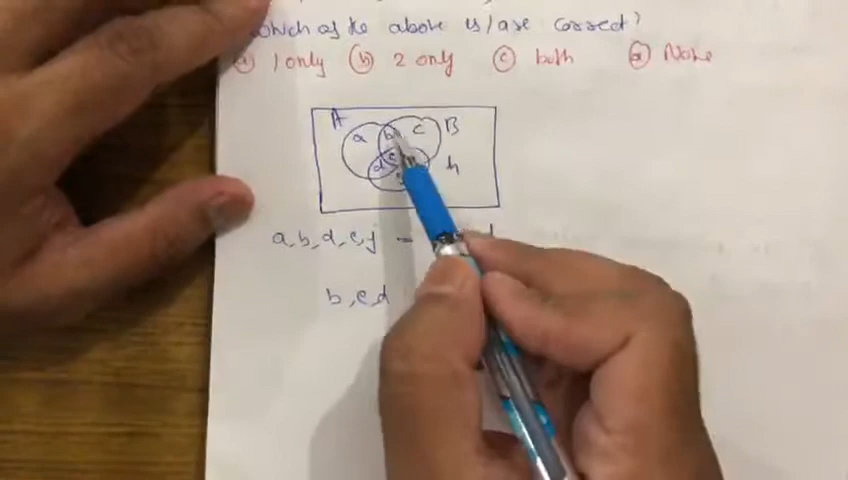 which of the above is/are correct?
(a) 1 only (b) 2 only (c) both (d) None
A a b c B
d e h
a, b, d, e,
b, e, d